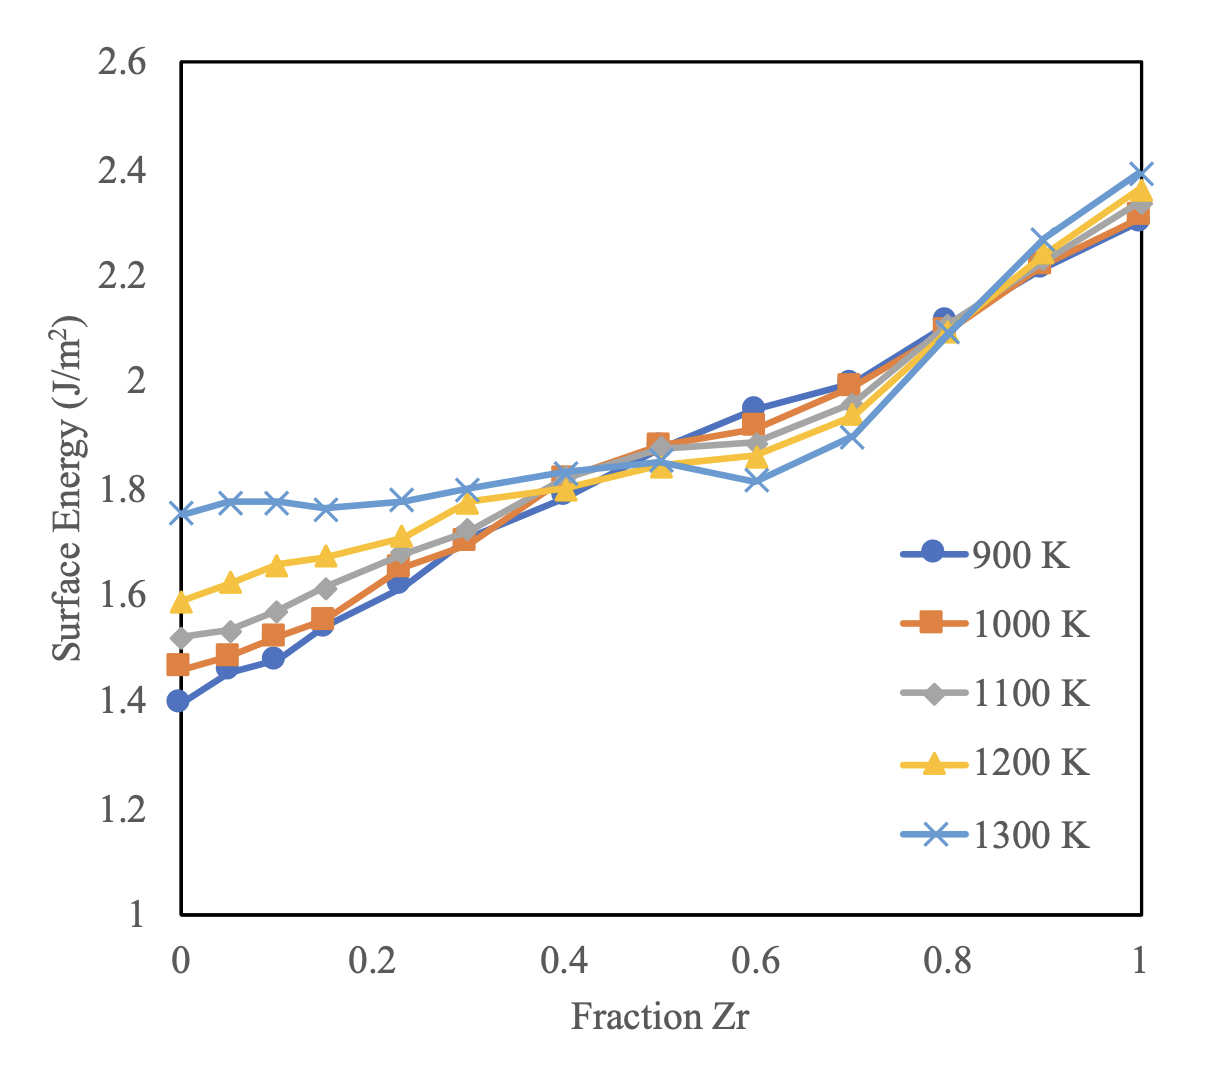 2.6
2.4
2.2
2
1.8
1.6
1.4
1.2
1
Surface Energy (J/m²)
900 K
1000 K
1100 K
1200 K
1300 K
0 0.2 0.4 0.6 0.8 1
Fraction Zr